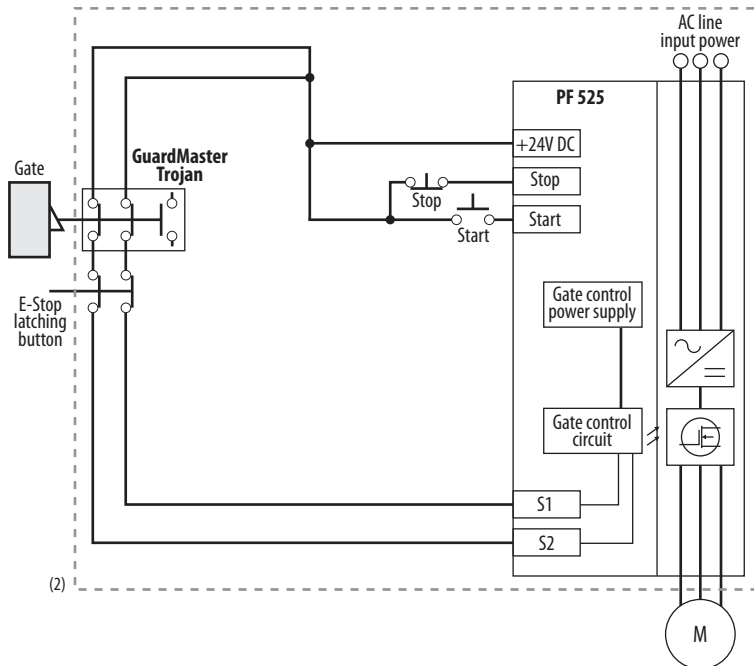 AC line
input power
PF 525
GuardMaster
Trojan
Gate
+24V DC
Stop
Stop
Start
Start
Gate control
power supply
E-Stop
latching
button
Gate control
circuit
S1
S2
(2)
M